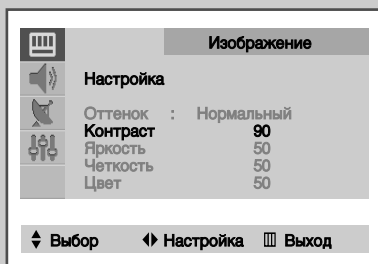 Изображение
Настройка
Оттенок : Нормальный
Контраст 90
Яркость 50
Четкость 50
Цвет 50
Выбор Настройка Выход